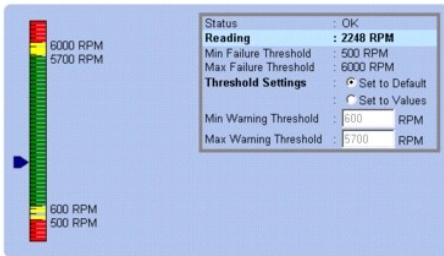 6000 RPM
5700 RPM
600 RPM
500 RPM
Status : OK
Reading : 2248 RPM
Min Failure Threshold : 500 RPM
Max Failure Threshold : 6000 RPM
Threshold Settings : Set to Default
: Set to Values
Min Warning Threshold : 600 RPM
Max Warning Threshold : 5700 RPM